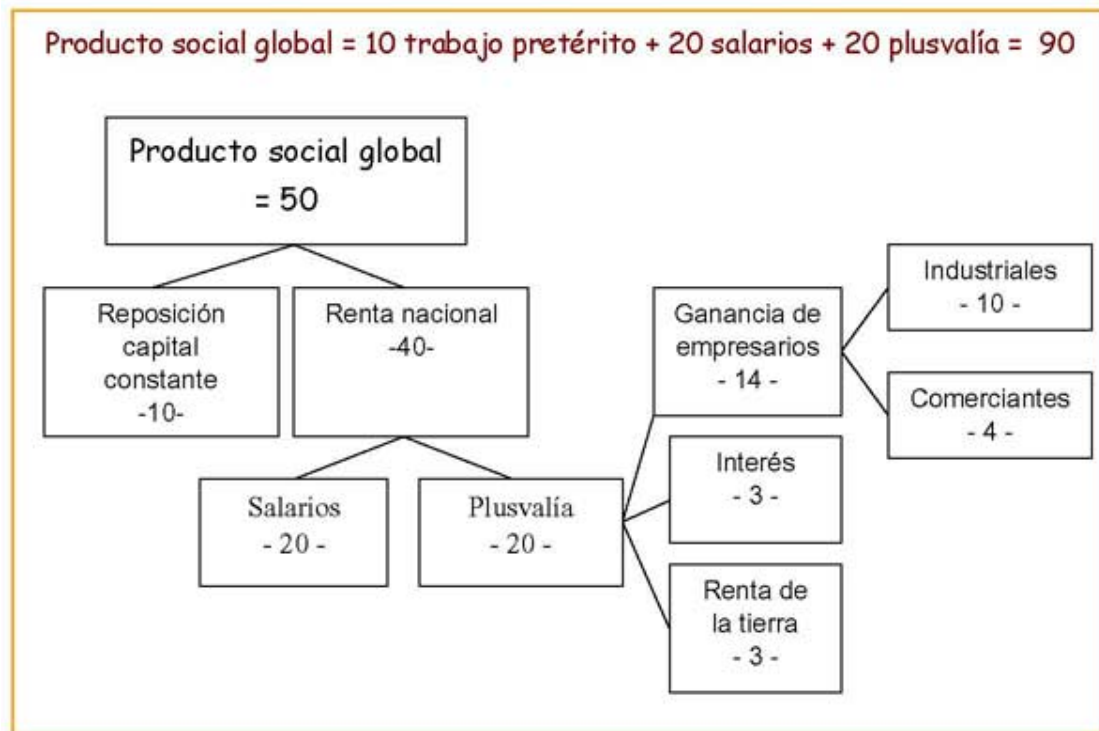 Producto social global = 10 trabajo pretérito + 20 salarios + 20 plusvalía = 90
Producto social global
= 50
Reposición
capital
constante
-10-
Renta nacional
-40-
Salarios
- 20 -
Plusvalía
- 20 -
Ganancia de
empresarios
- 14 -
Interés
- 3 -
Renta de
la tierra
- 3 -
Industriales
- 10 -
Comerciantes
- 4 -